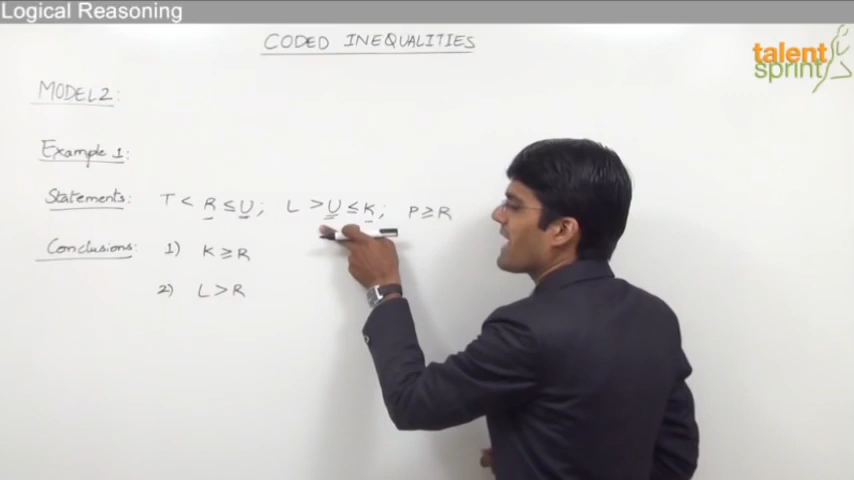 Logical Reasoning
CODED INEQUALITIES
talent
sprint
MODEL2:
Example 1:
Statements: T < R ≤ U; L > U ≤ K; P ≥ R
Conclusions: 1) K ≥ R
2) L > R